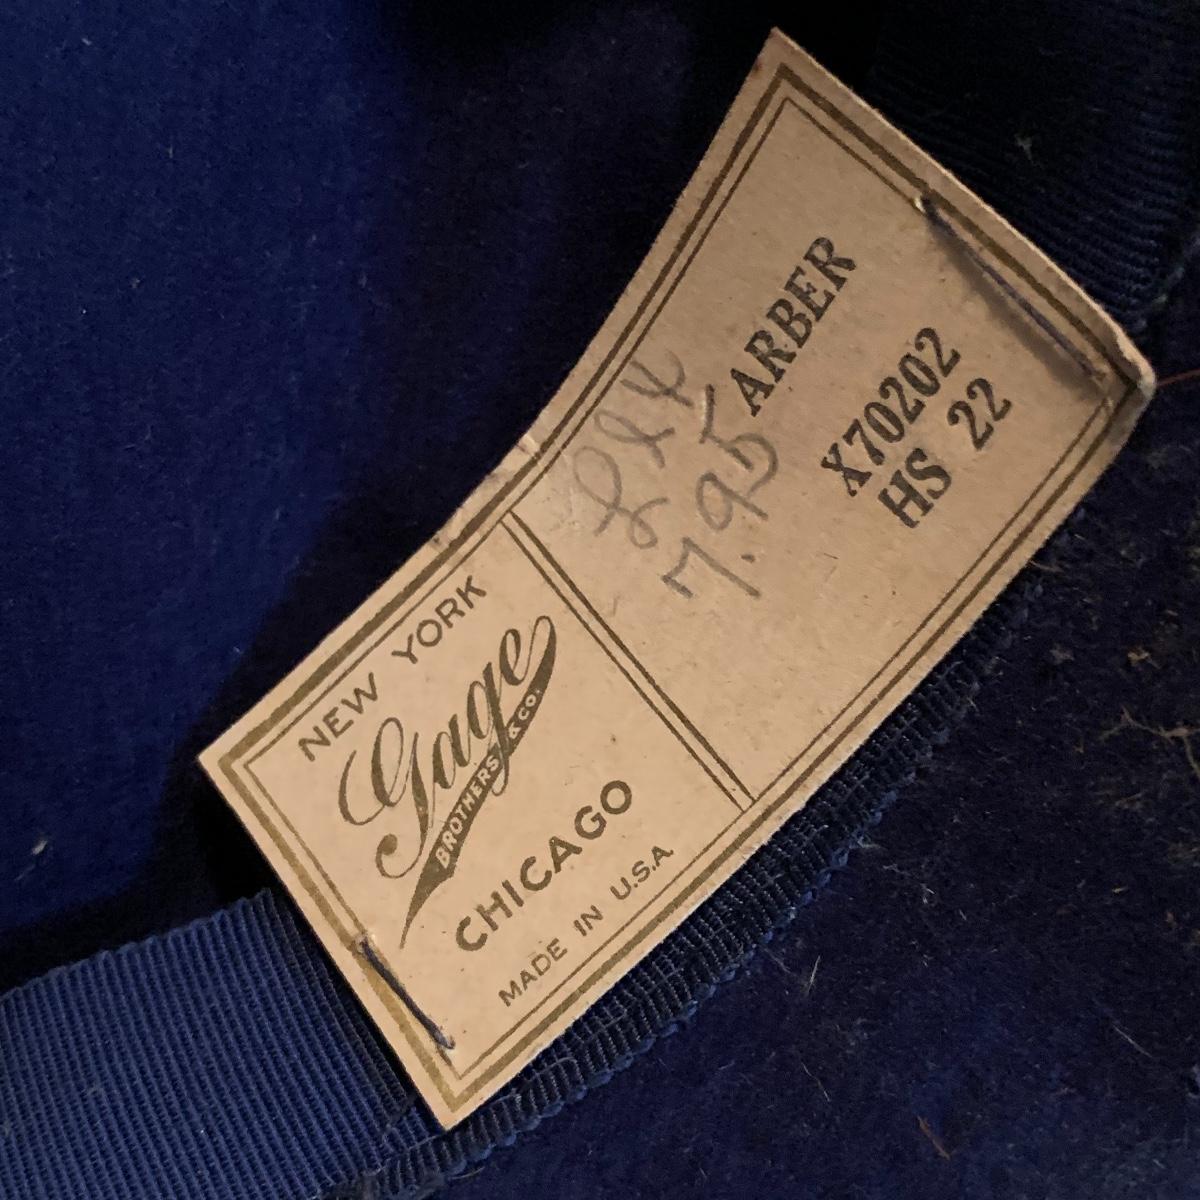 NEW YORK
Gage
BROTHERS & CO.
CHICAGO
MADE IN U.S.A.
7.95
ARBER
X70202
HS 22